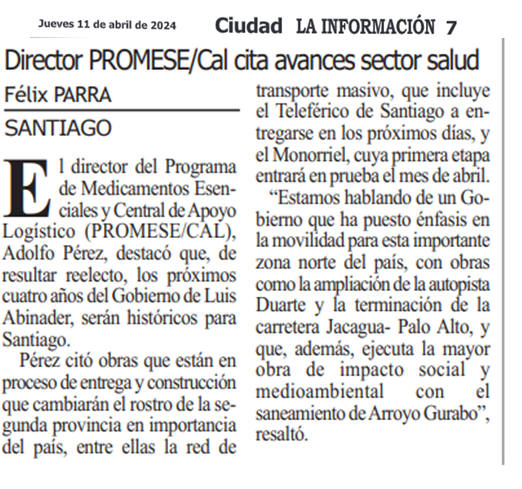 Jueves 11 de abril de 2024 Ciudad LA INFORMACIÓN 7
Director PROMESE/Cal cita avances sector salud
Félix PARRA
SANTIAGO
El director del Programa
de Medicamentos Esen-
ciales y Central de Apoyo
Logístico (PROMESE/CAL),
Adolfo Pérez, destacó que, de
resultar reelecto, los próximos
cuatro años del Gobierno de Luis
Abinader, serán históricos para
Santiago.
Pérez citó obras que están en
proceso de entrega y construcción
que cambiarán el rostro de la se-
gunda provincia en importancia
del país, entre ellas la red de
transporte masivo, que incluye
el Teleférico de Santiago a en-
tregarse en los próximos días, y
el Monorriel, cuya primera etapa
entrará en prueba el mes de abril.
“Estamos hablando de un Go-
bierno que ha puesto énfasis en
la movilidad para esta importante
zona norte del país, con obras
como la ampliación de la autopista
Duarte y la terminación de la
carretera Jacagua- Palo Alto, y
que, además, ejecuta la mayor
obra de impacto social y
medioambiental con el
saneamiento de Arroyo Gurabo”,
resaltó.